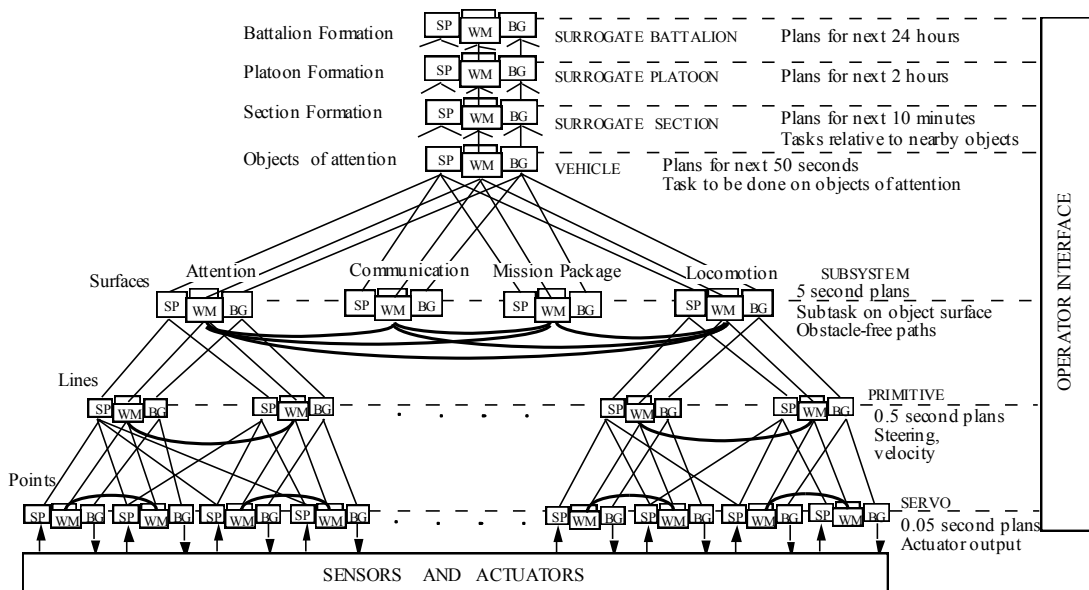 SP WM BG
Battalion Formation SURROGATE BATTALION Plans for next 24 hours
SP WM BG
Platoon Formation SURROGATE PLATOON Plans for next 2 hours
SP WM BG
Section Formation SURROGATE SECTION Plans for next 10 minutes
Tasks relative to nearby objects
Objects of attention SP WM BG VEHICLE Plans for next 50 seconds
Task to be done on objects of attention
OPERATOR INTERFACE
Attention Communication Mission Package Locomotion
Surfaces SUBSYSTEM
SP WM BG SP WM BG SP WM BG SP WM BG 5 second plans
Subtask on object surface
Obstacle-free paths
Lines
SP WM BG SP WM BG . . . . SP WM BG SP WM BG PRIMITIVE
0.5 second plans
Steering,
velocity
Points
SP WM BG SP WM BG SP WM BG SP WM BG . . . . SP WM BG SP WM BG SP WM BG SP WM BG SERVO
0.05 second plans
Actuator output
SENSORS AND ACTUATORS